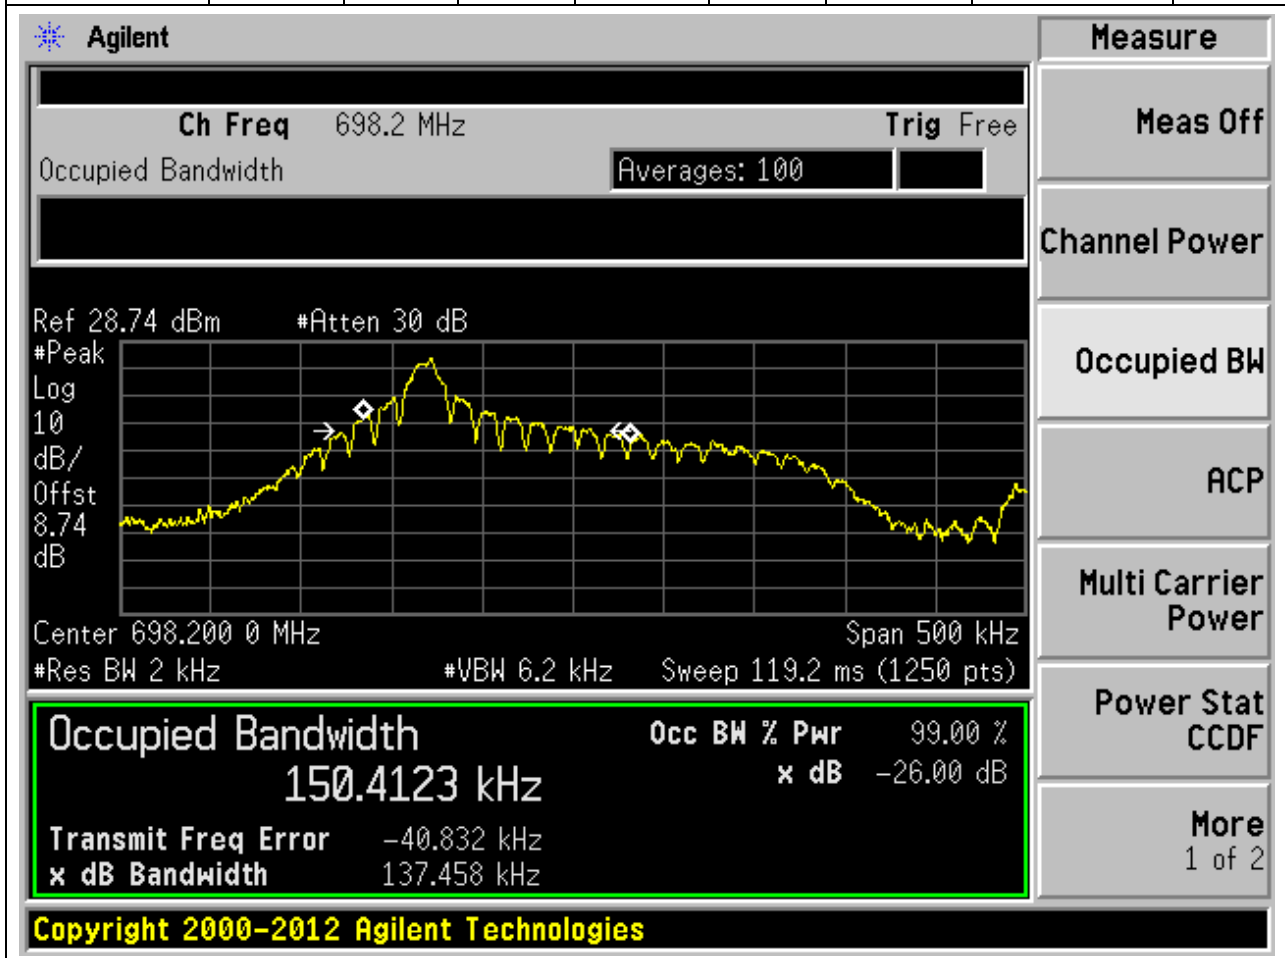 Agilent
Measure
Ch Freq 698.2 MHz Trig Free
Occupied Bandwidth Averages: 100
Ref 28.74 dBm #Atten 30 dB
#Peak
Log
10
dB/
Offst
8.74
dB
Center 698.200 0 MHz Span 500 kHz
#Res BW 2 kHz #VBW 6.2 kHz Sweep 119.2 ms (1250 pts)
Occupied Bandwidth
150.4123 kHz
Occ BW % Pwr 99.00 %
x dB -26.00 dB
Transmit Freq Error -40.832 kHz
x dB Bandwidth 137.458 kHz
Meas Off
Channel Power
Occupied BW
ACP
Multi Carrier
Power
Power Stat
CCDF
More
1 of 2
Copyright 2000-2012 Agilent Technologies